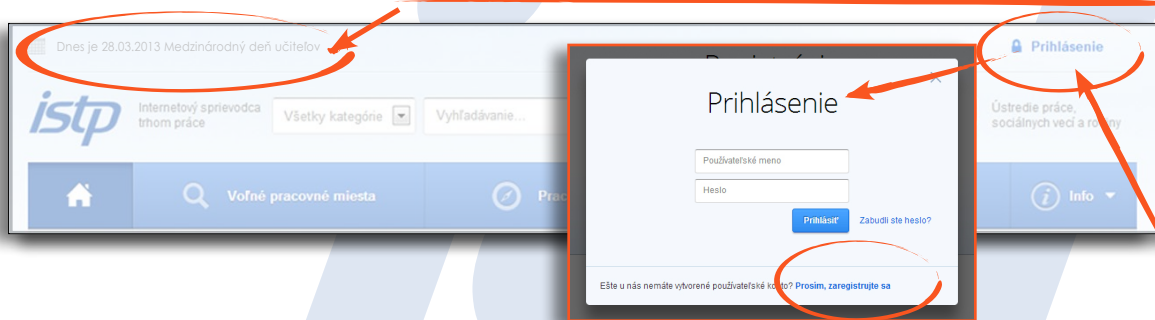 Dnes je 28.03.2013 Medzinárodný deň učiteľov
Prihlásenie
istp
Internetový sprievodca
trhom práce
Všetky kategórie
Vyhľadávanie...
Ústredie práce,
sociálnych vecí a rodiny
Voľné pracovné miesta
Prac
Info
Prihlásenie
Používateľské meno
Heslo
Prihlásiť
Zabudli ste heslo?
Ešte u nás nemáte vytvorené používateľské konto? Prosím, zaregistrujte sa